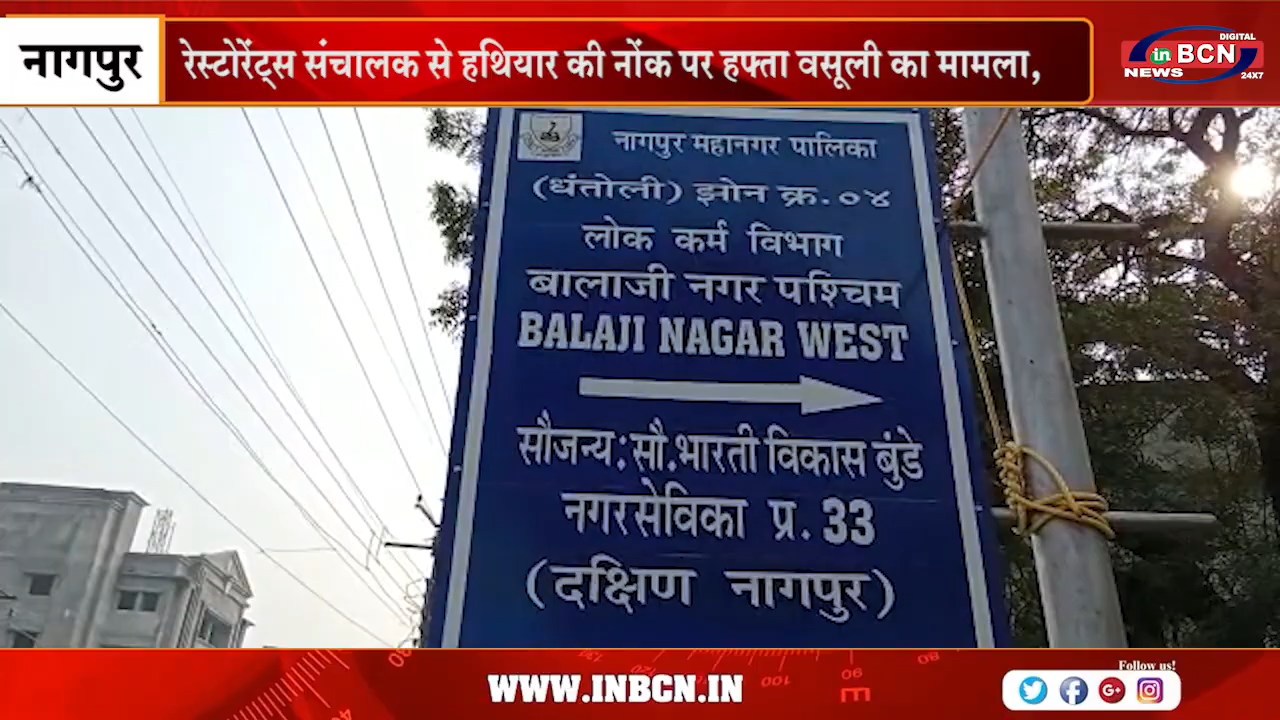 नागपुर
रेस्टोरेंट्स संचालक से हथियार की नोंक पर हफ्ता वसूली का मामला,
DIGITAL
in BCN
NEWS
24X7
नागपुर महानगर पालिका
(धंतोली) झोन क्र. ०४
लोक कर्म विभाग
बालाजी नगर पश्चिम
BALAJI NAGAR WEST
सौजन्य: सौ. भारती विकास बुंडे
नगरसेविका प्र. 33
(दक्षिण नागपुर)
WWW.INBCN.IN
Follow us!